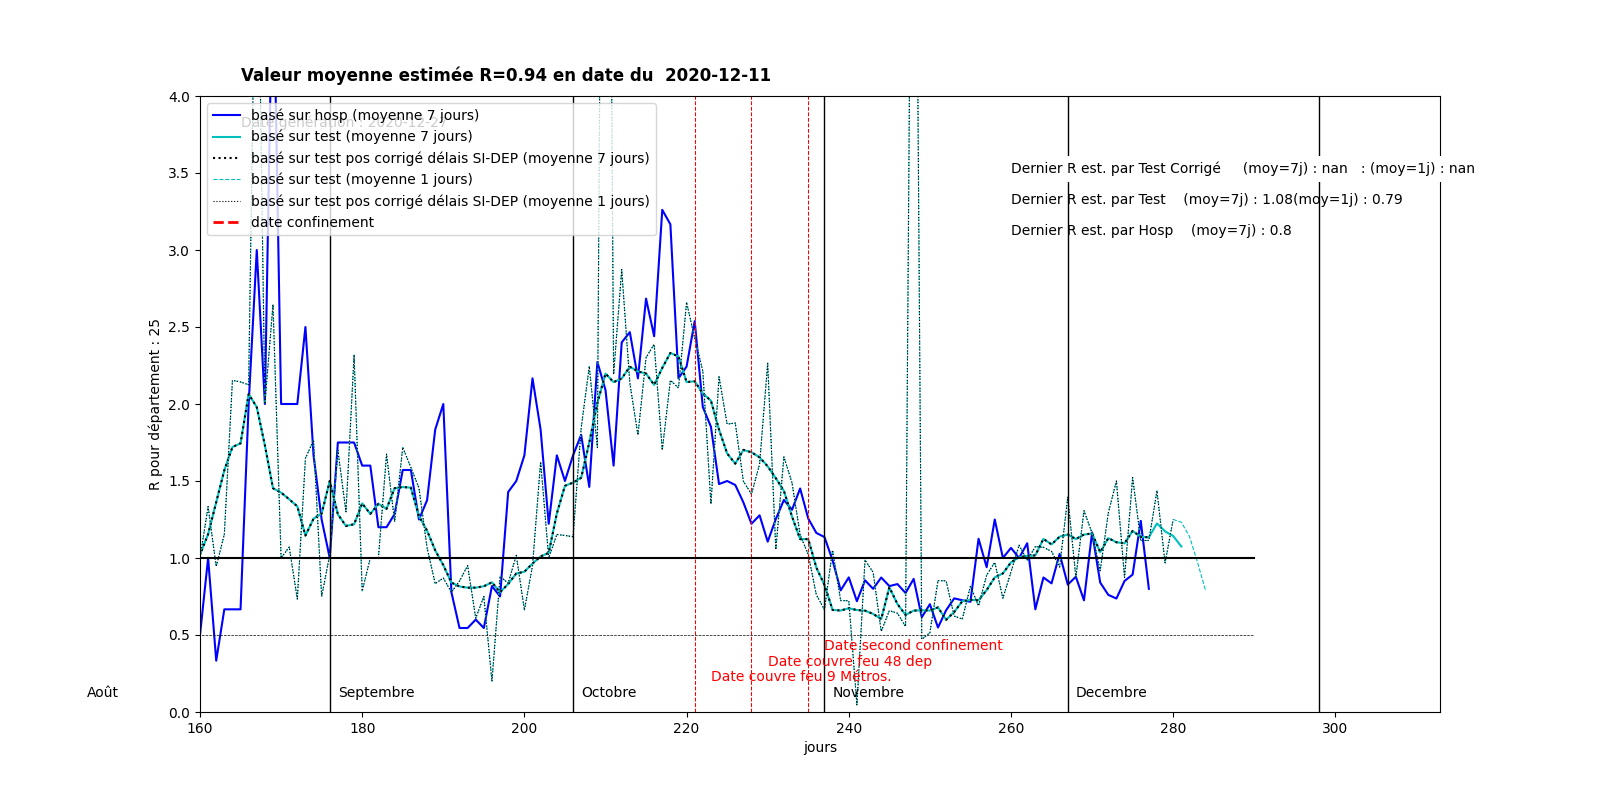 Valeur moyenne estimée R=0.94 en date du  2020-12-11
Date generation : 2020-12-27
basé sur hosp (moyenne 7 jours)
basé sur test (moyenne 7 jours)
basé sur test pos corrigé délais SI-DEP (moyenne 7 jours)
basé sur test (moyenne 1 jours)
basé sur test pos corrigé délais SI-DEP (moyenne 1 jours)
date confinement
Dernier R est. par Test Corrigé     (moy=7j) : nan   : (moy=1j) : nan
Dernier R est. par Test    (moy=7j) : 1.08(moy=1j) : 0.79
Dernier R est. par Hosp    (moy=7j) : 0.8
R pour département : 25
4.0
3.5
3.0
2.5
2.0
1.5
1.0
0.5
0.0
Date second confinement
Date couvre feu 48 dep
Date couvre feu 9 Métros.
Août
Septembre
Octobre
Novembre
Decembre
160
180
200
220
240
260
280
300
jours